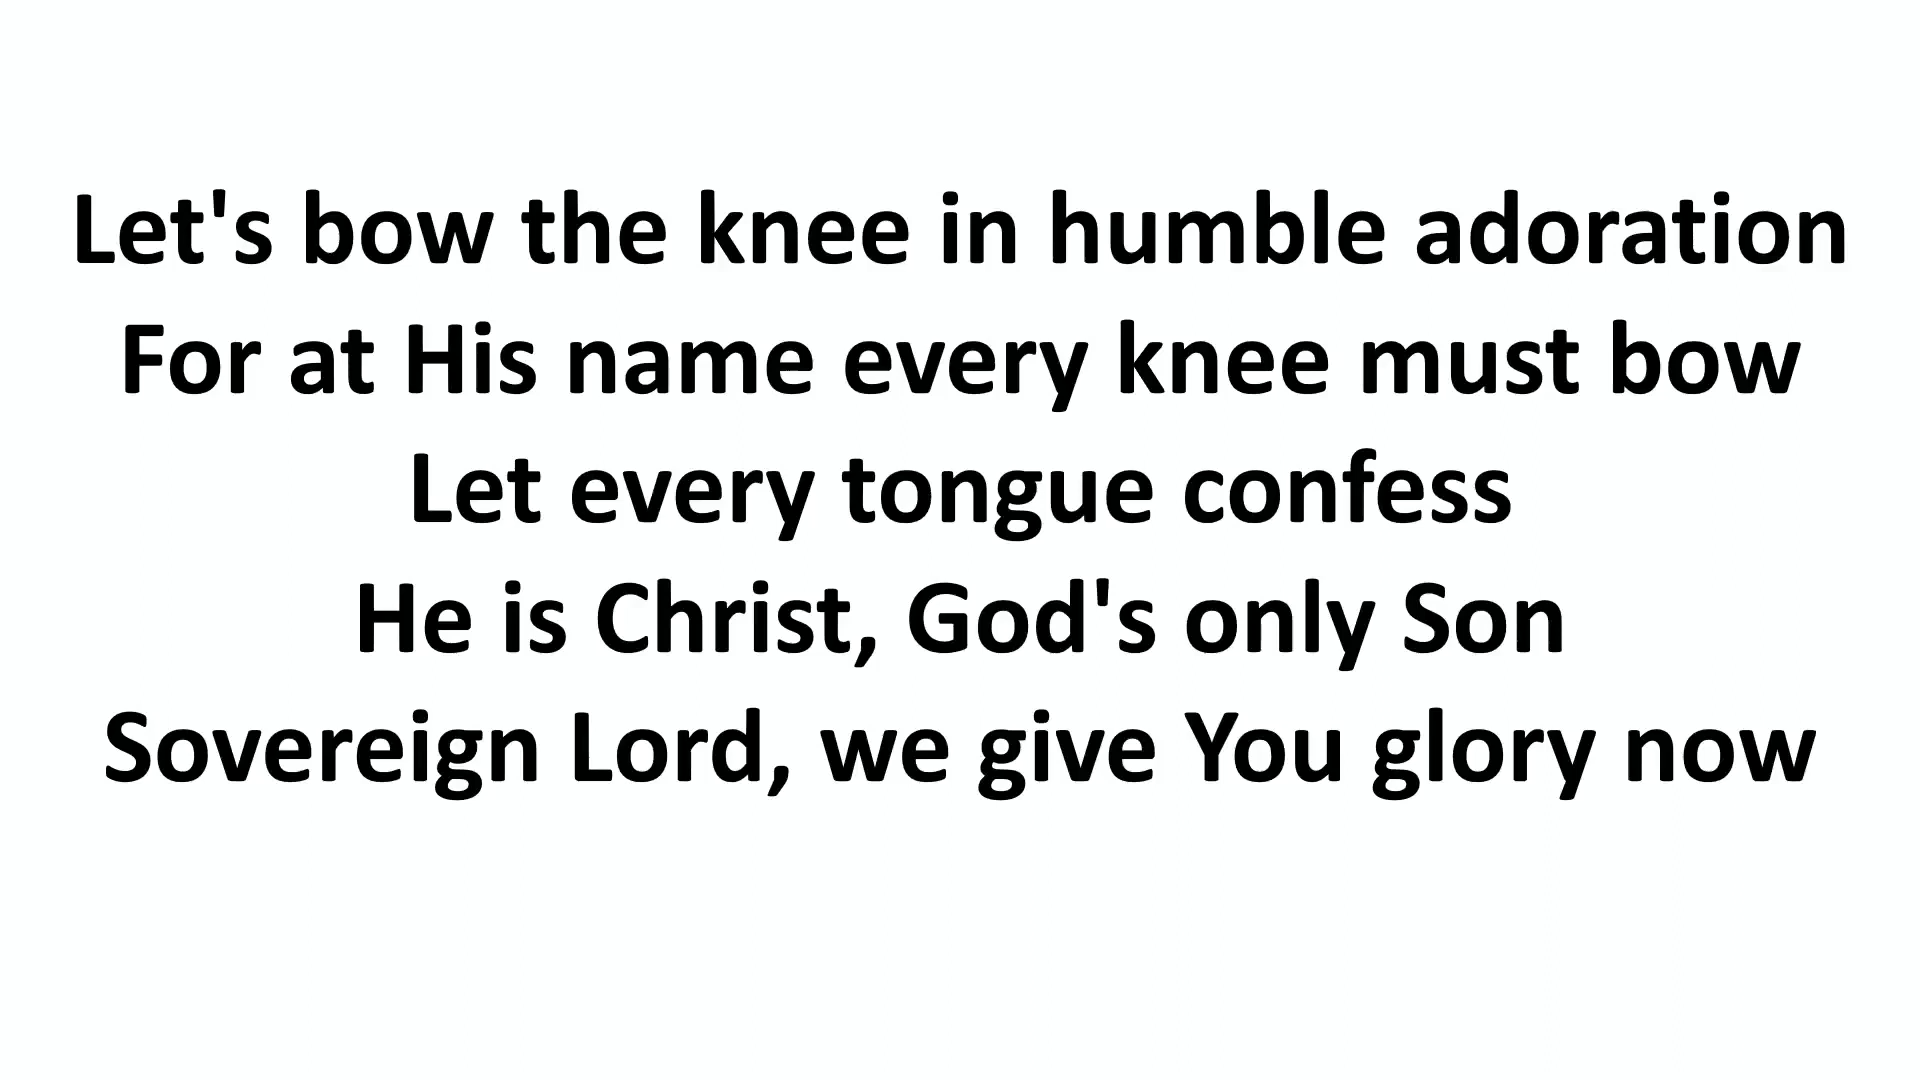 Let's bow the knee in humble adoration
For at His name every knee must bow
Let every tongue confess
He is Christ, God's only Son
Sovereign Lord, we give You glory now